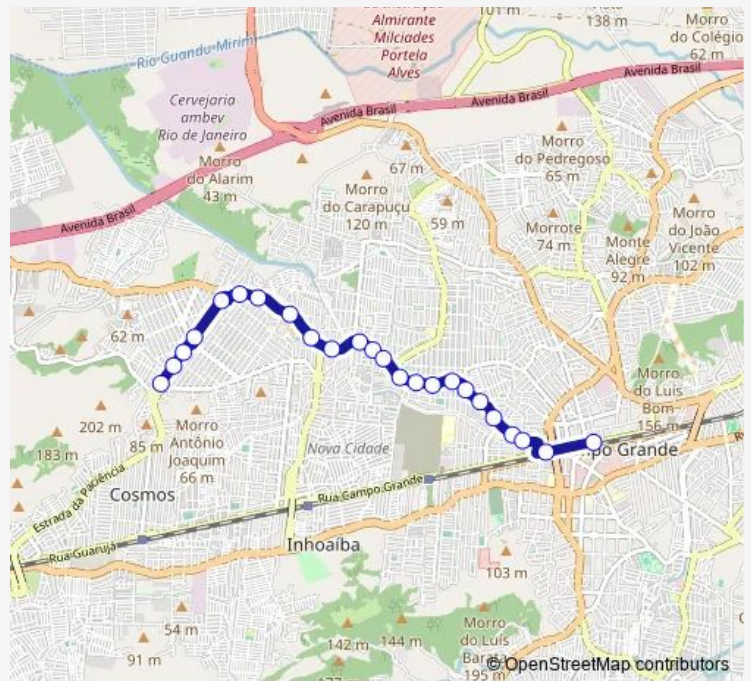 Almirante
Milciades
Portela
Alves
101 m
138 m
Morro
do Colégio
62 m
Rio Guandu Mirim
Cervejaria
ambev
Rio de Janeiro
Avenida Brasil
Avenida Brasil
Avenida Brasil
Morro
do Alarim
43 m
67 m
Morro
do Pedregoso
65 m
Morro
do Carapuçu
120 m
59 m
Morrote
74 m
Monte
Alegre
92 m
Morro
do João
Vicente
102 m
Avenida Brasil
62 m
Morro
do Luis
Bom
156 m
202 m
85 m
Morro
Antônio
Joaquim
66 m
183 m
Nova Cidade
po Grande
Estrada da Paciência
Cosmos
Rua Campo Grande
Rua Guarujá
Inhoaíba
103 m
54 m
91 m
142 m
144 m
Morro
do Luís
Barata
195 m
© OpenStreetMap contributors